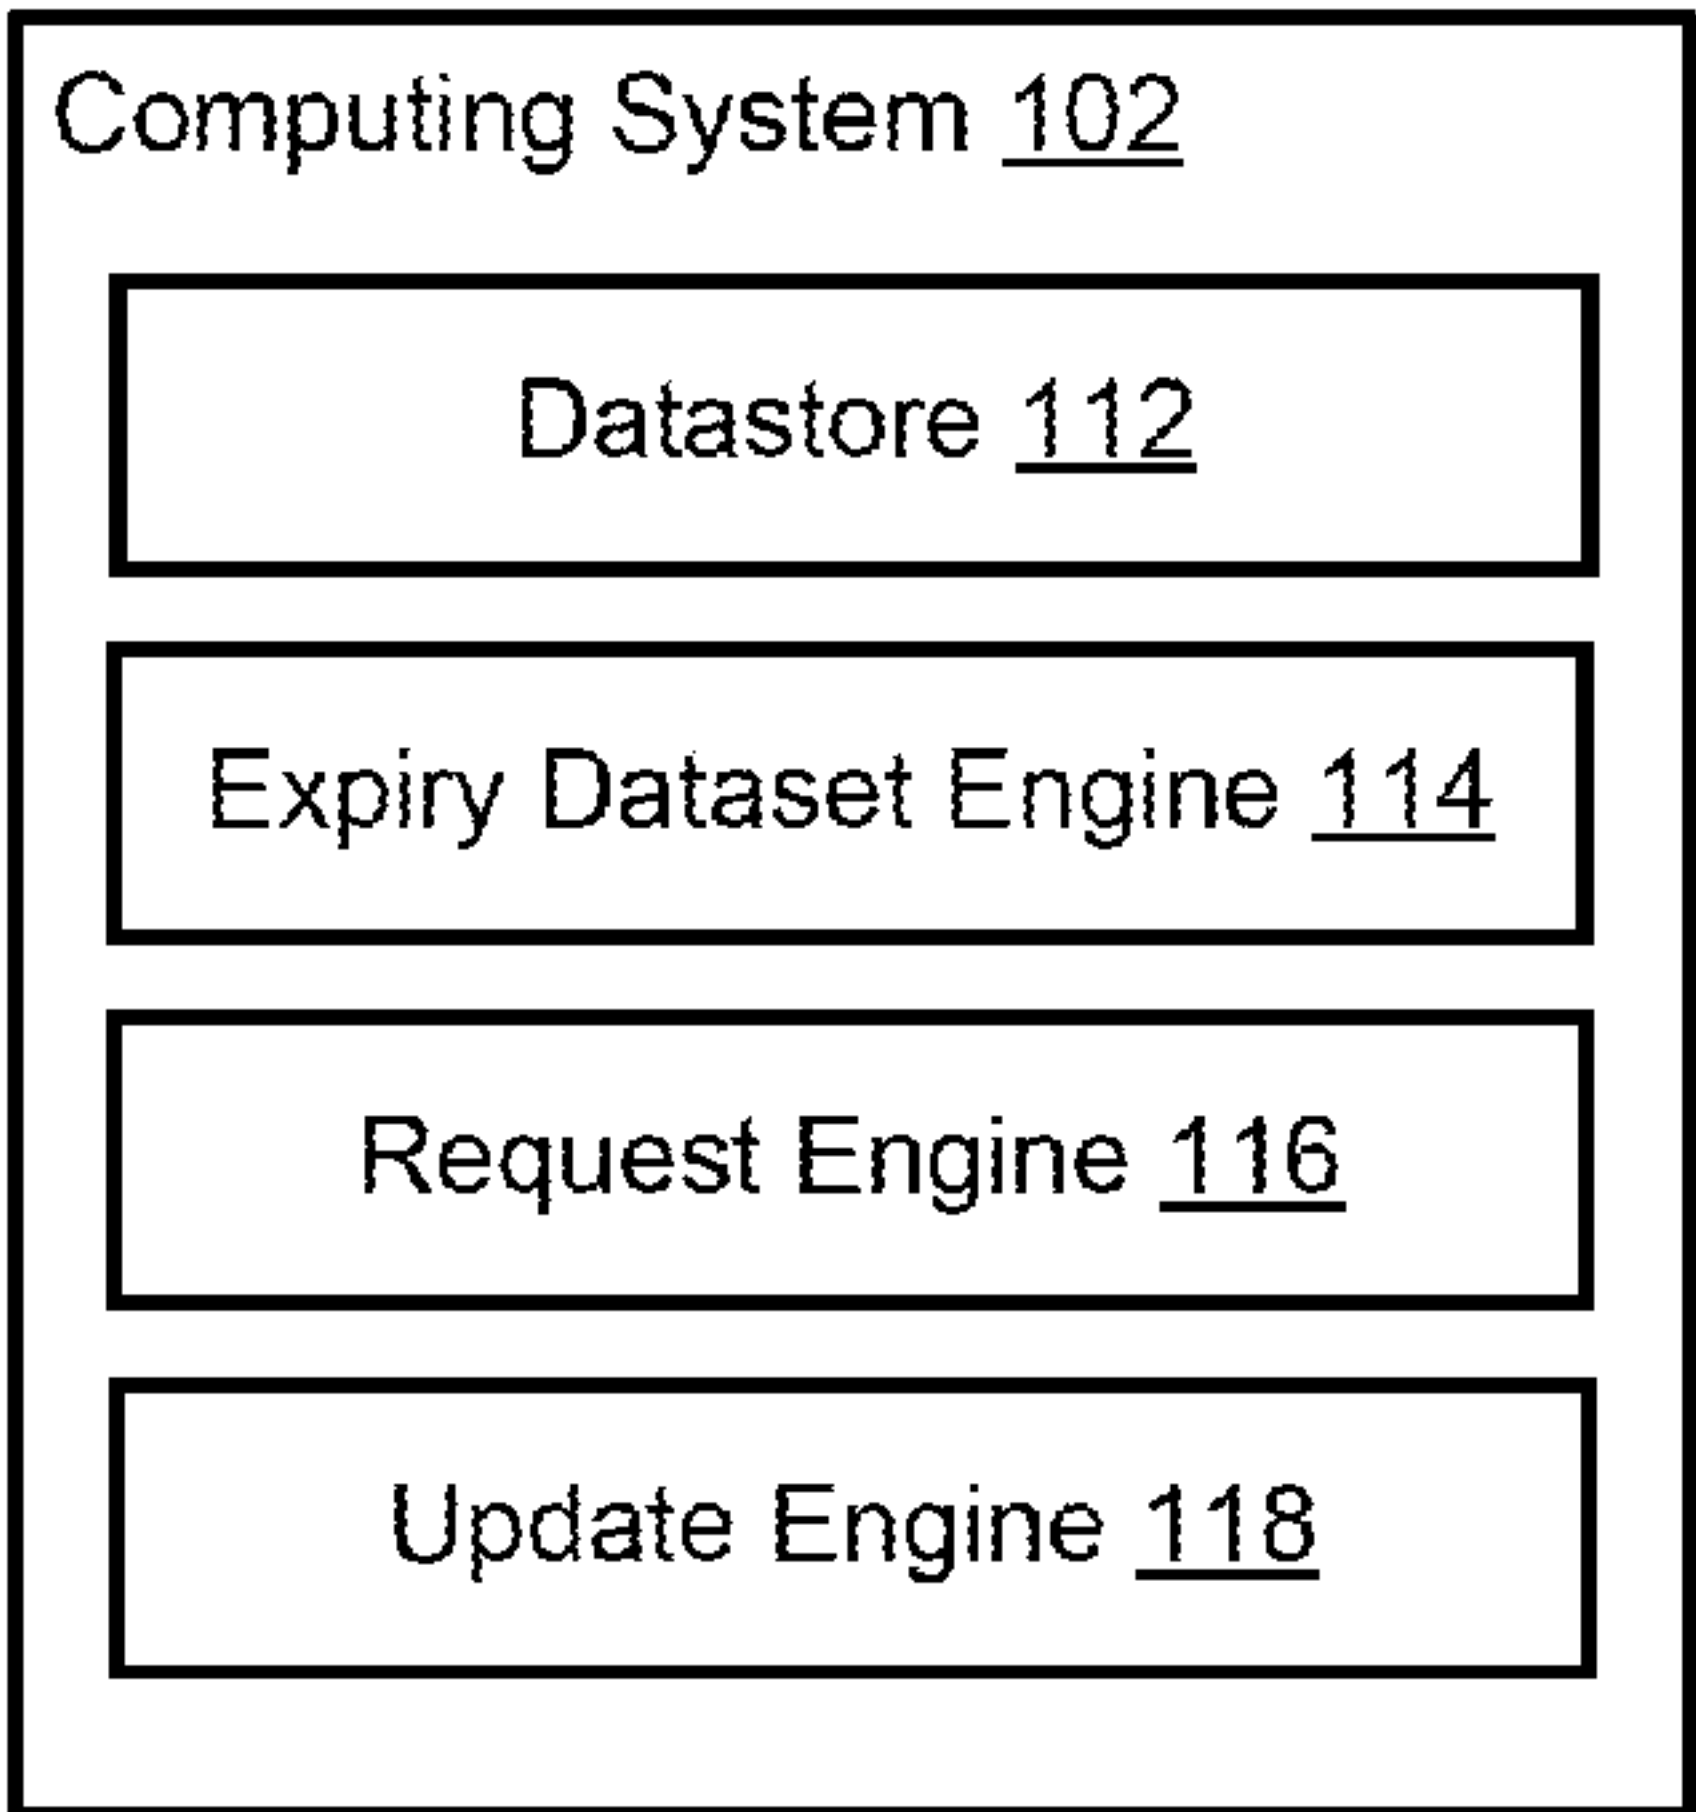 Computing System 102
Datastore 112
Expiry Dataset Engine 114
Request Engine 116
Update Engine 118